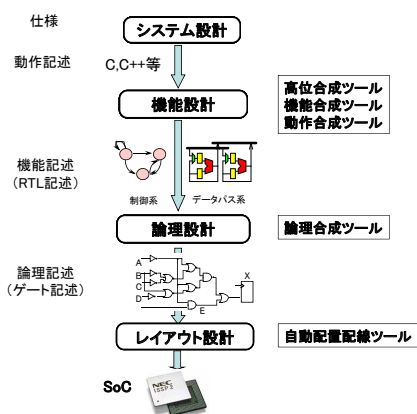 仕様
システム設計
動作記述
C,C++等
機能設計
高位合成ツール
機能合成ツール
動作合成ツール
機能記述
(RTL記述)
制御系
データパス系
論理設計
論理合成ツール
論理記述
(ゲート記述)
A
B
C
D
E
X
レイアウト設計
自動配置配線ツール
SoC
NEC
ISSP2